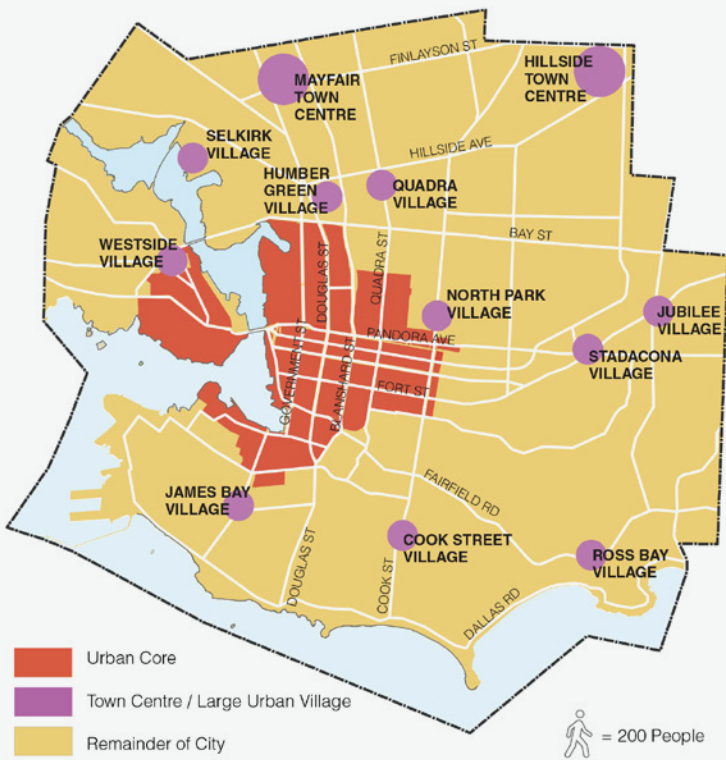 FINLAYSON ST
HILLSIDE
TOWN
CENTRE
MAYFAIR
TOWN
CENTRE
SELKIRK
VILLAGE
HILLSIDE AVE
HUMBER
GREEN
VILLAGE
QUADRA
VILLAGE
BAY ST
WESTSIDE
VILLAGE
DOUGLAS ST
QUADRA ST
NORTH PARK
VILLAGE
JUBILEE
VILLAGE
PANDORA AVE
STADACONA
VILLAGE
GOVERNMENT ST
BLANSHARD ST
FORT ST
JAMES BAY
VILLAGE
FAIRFIELD RD
COOK STREET
VILLAGE
ROSS BAY
VILLAGE
DOUGLAS ST
COOK ST
DALLAS RD
Urban Core
Town Centre / Large Urban Village
Remainder of City
= 200 People